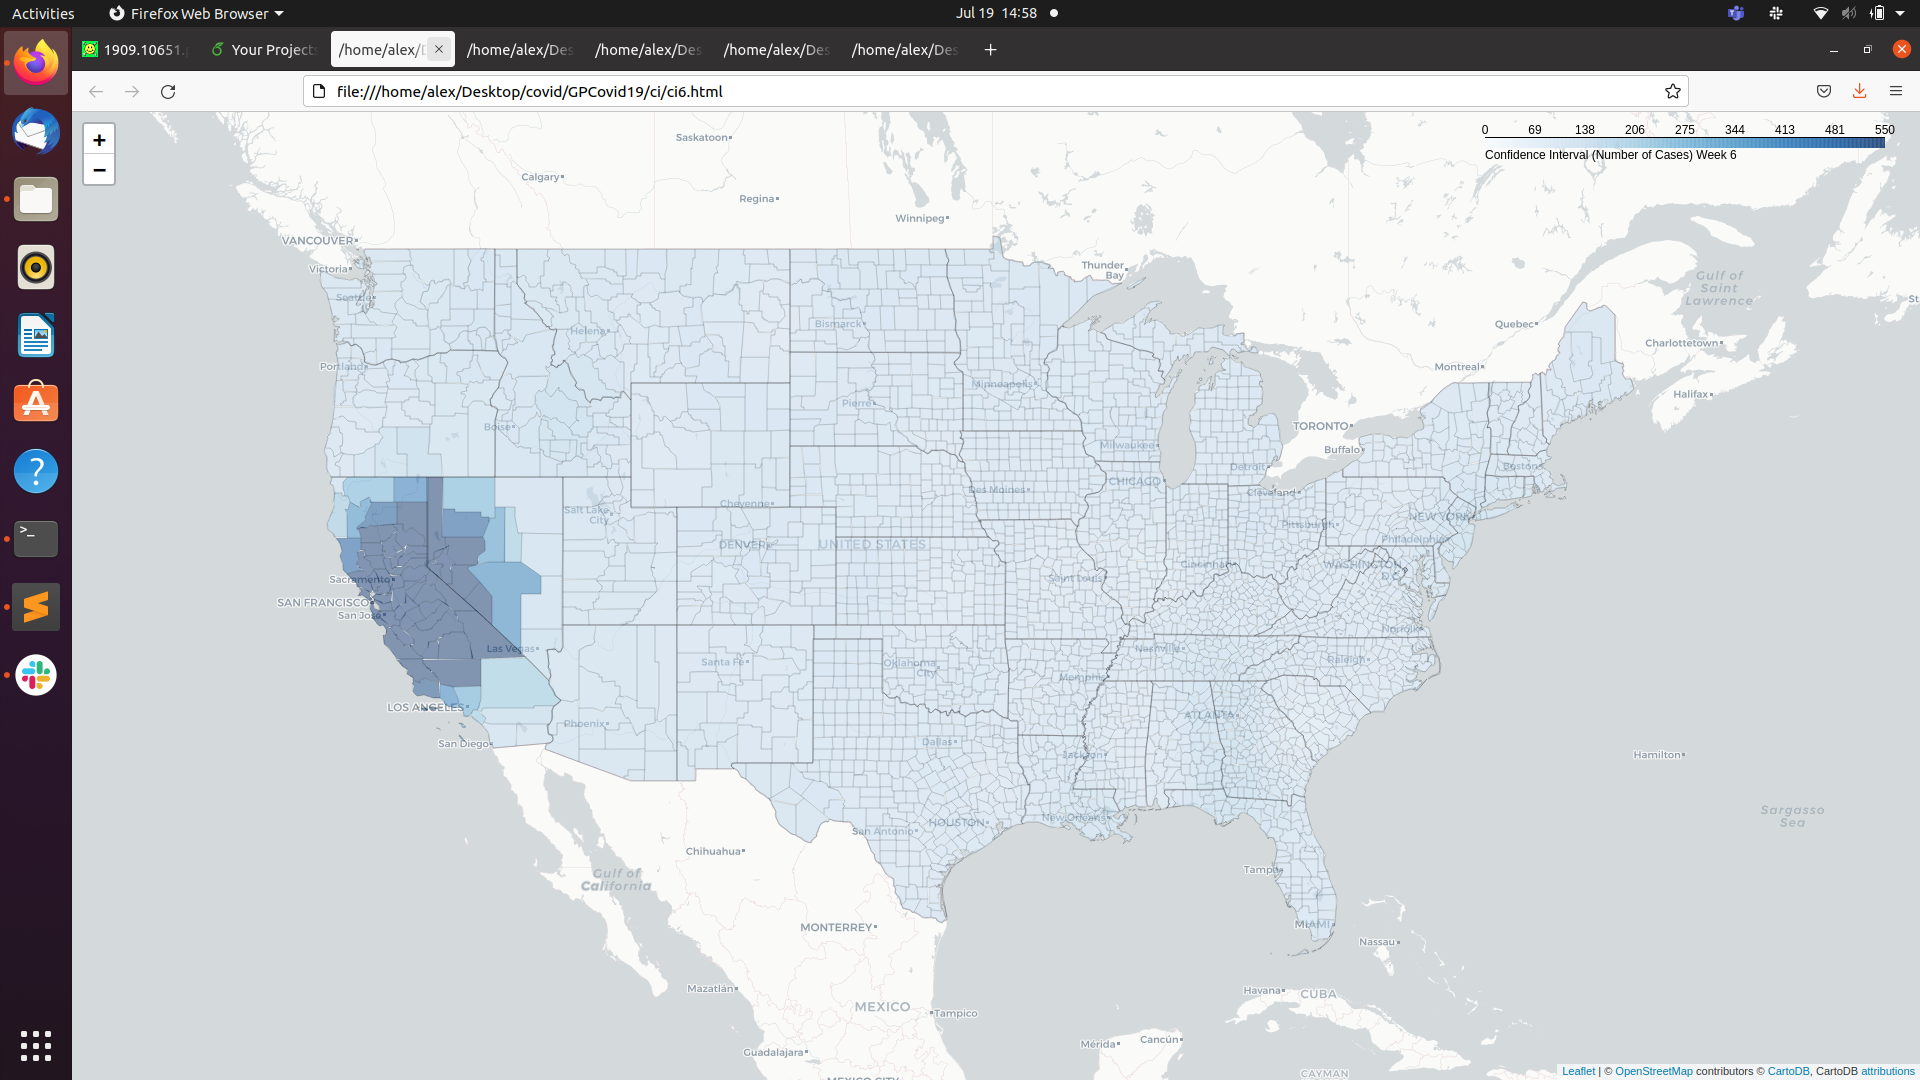 Activities
Firefox Web Browser
Jul 19 14:58
1909.10651.
Your Projects
/home/alex/D
/home/alex/Des
/home/alex/Des
/home/alex/Des
/home/alex/Des
file:///home/alex/Desktop/covid/GPCovid19/ci/ci6.html
+
−
0 69 138 206 275 344 413 481 550
Confidence Interval (Number of Cases) Week 6
Saskatoon
Calgary
Regina
Winnipeg
VANCOUVER
Victoria
Thunder
Bay
Gulf of
Saint
Lawrence
St
Seattle
Bismarck
Helena
Quebec
Charlottetown
Portland
Montreal
Minneapolis
Halifax
Pierre
Boise
TORONTO
Milwaukee
Buffalo
Detroit
Boston
CHICAGO
Des Moines
Cleveland
Cheyenne
Salt Lake
City
NEW YORK
Pittsburgh
DENVER
UNITED STATES
Philadelphia
Cincinnati
WASHINGTON
D.C.
Sacramento
Saint Louis
SAN FRANCISCO
San Jose
Norfolk
Las Vegas
Nashville
Santa Fe
Oklahoma
City
Raleigh
Memphis
LOS ANGELES
Phoenix
ATLANTA
San Diego
Dallas
Jackson
Hamilton
Sargasso
Sea
New Orleans
HOUSTON
San Antonio
Chihuahua
Tampa
Gulf of
California
MONTERREY
MIAMI
Nassau
Mazatlán
Havana
CUBA
MEXICO
Tampico
Mérida
Cancún
Guadalajara
CAYMAN
MEXICO CITY
Leaflet | © OpenStreetMap contributors © CartoDB, CartoDB attributions